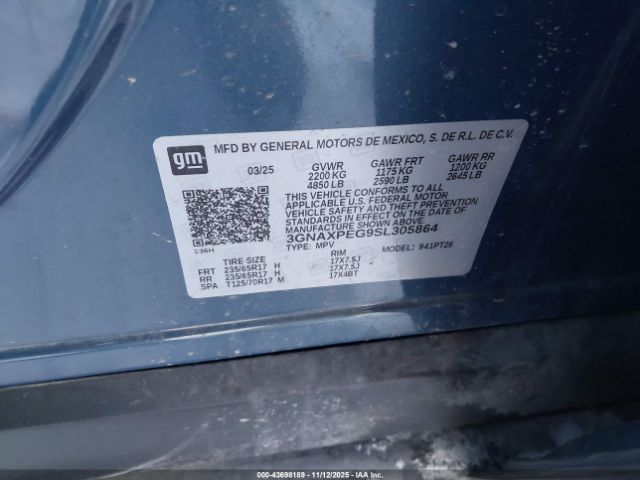 MFD BY GENERAL MOTORS DE MEXICO, S. DE R.L. DE C.V.
gm
03/25 GVWR GAWR FRT GAWR RR
2200 KG 1175 KG 1200 KG
4850 LB 2590 LB 2645 LB
THIS VEHICLE CONFORMS TO ALL
APPLICABLE U.S. FEDERAL MOTOR
VEHICLE SAFETY AND THEFT
PREVENTION STANDARDS
IN EFFECT ON THE DATE OF
MANUFACTURE SHOWN ABOVE.
3GNAXPEG9SL305864
TYPE: MPV MODEL: 941PT26
136H
TIRE SIZE RIM
FRT 235/65R17 H 17X7.5J
RR 235/65R17 H 17X7.5J
SPA T125/70R17 M 17X4BT
000-43698189 | 11/12/2025 | IAAI.COM